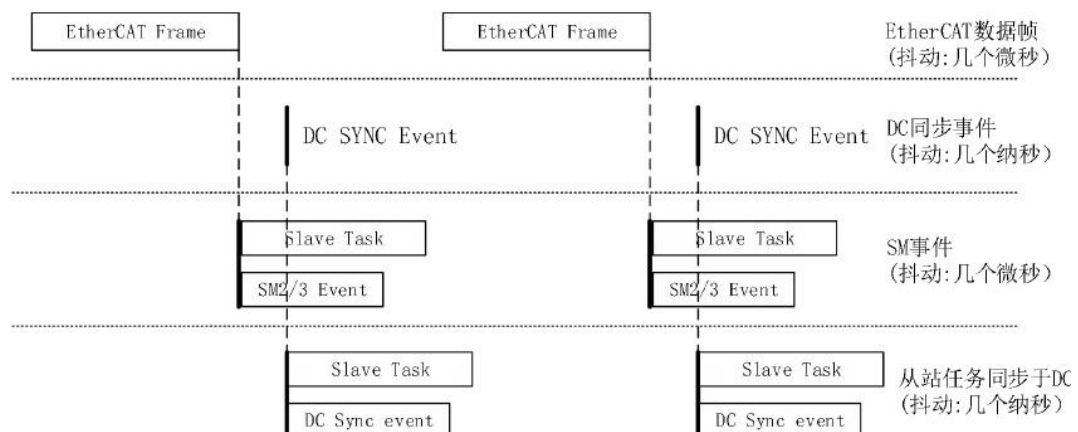 EtherCAT Frame
EtherCAT Frame
EtherCAT数据帧
(抖动:几个微秒)
DC SYNC Event
DC SYNC Event
DC同步事件
(抖动:几个纳秒)
Slave Task
Slave Task
SM事件
(抖动:几个微秒)
SM2/3 Event
SM2/3 Event
Slave Task
Slave Task
从站任务同步于DC
(抖动:几个纳秒)
DC Sync event
DC Sync event